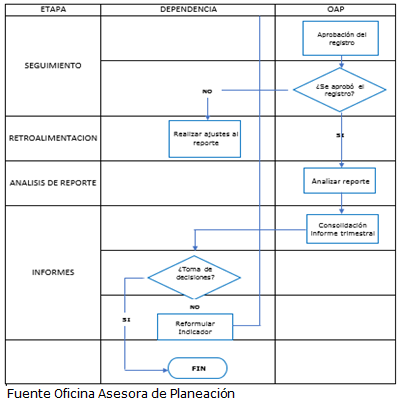 ETAPA
DEPENDENCIA
OAP
SEGUIMIENTO
Aprobación del
registro
¿Se aprobó el
registro?
NO
SI
RETROALIMENTACION
Realizar ajustes al
reporte
ANALISIS DE REPORTE
Analizar reporte
INFORMES
Consolidación
informe trimestral
¿Toma de
decisiones?
NO
SI
Reformular
Indicador
FIN
Fuente Oficina Asesora de Planeación